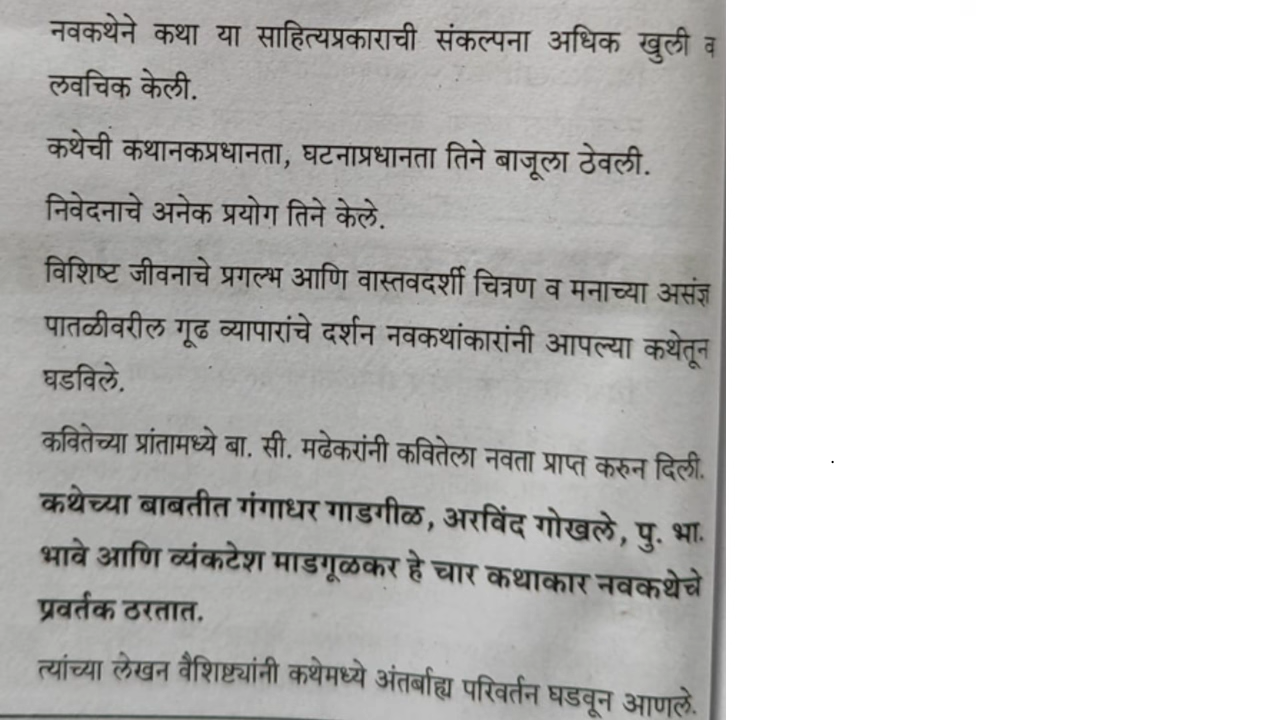 नवकथेने कथा या साहित्यप्रकाराची संकल्पना अधिक खुली व
लवचिक केली.
कथेची कथानकप्रधानता, घटनाप्रधानता तिने बाजूला ठेवली.
निवेदनाचे अनेक प्रयोग तिने केले.
विशिष्ट जीवनाचे प्रगल्भ आणि वास्तवदर्शी चित्रण व मनाच्या असंज्ञ
पातळीवरील गूढ व्यापारांचे दर्शन नवकथांकारांनी आपल्या कथेतून
घडविले.
कवितेच्या प्रांतामध्ये बा. सी. मढेकरांनी कवितेला नवता प्राप्त करुन दिली.
कथेच्या बाबतीत गंगाधर गाडगीळ, अरविंद गोखले, पु. भा.
भावे आणि व्यंकटेश माडगूळकर हे चार कथाकार नवकथेचे
प्रवर्तक ठरतात.
त्यांच्या लेखन वैशिष्ट्यांनी कथेमध्ये अंतर्बाह्य परिवर्तन घडवून आणले.